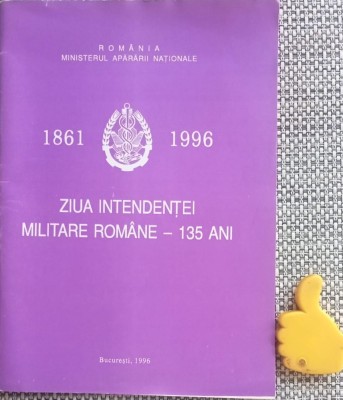 ROMÂNIA
MINISTERUL APĂRĂRII NAȚIONALE
1861 1996
ZIUA INTENDENȚEI
MILITARE ROMÂNE – 135 ANI
București, 1996